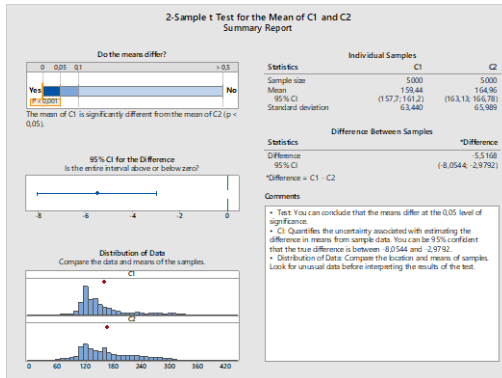 2-Sample t Test for the Mean of C1 and C2
Summary Report
Do the means differ?
0 0,05 0,1 > 0,5
Yes No
P < 0,001
The mean of C1 is significantly different from the mean of C2 (p <
0,05).
95% CI for the Difference
Is the entire interval above or below zero?
-8 -6 -4 -2 0
Distribution of Data
Compare the data and means of the samples.
C1
C2
0 60 120 180 240 300 360 420
Individual Samples
Statistics C1 C2
Sample size 5000 5000
Mean 159,44 164,96
95% CI (157,7; 161,2) (163,13; 166,78)
Standard deviation 63,440 65,989
Difference Between Samples
Statistics *Difference
Difference -5,5168
95% CI (-8,0544; -2,9792)
*Difference = C1 - C2
Comments
• Test: You can conclude that the means differ at the 0,05 level of
significance.
• CI: Quantifies the uncertainty associated with estimating the
difference in means from sample data. You can be 95% confident
that the true difference is between -8,0544 and -2,9792.
• Distribution of Data: Compare the location and means of samples.
Look for unusual data before interpreting the results of the test.